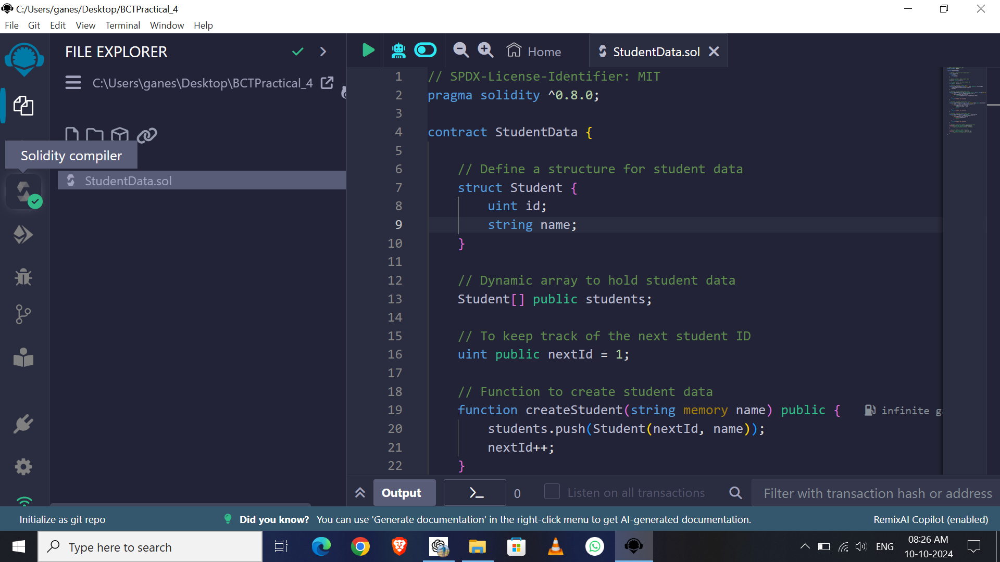 C:/Users/ganes/Desktop/BCTPractical_4
File Git Edit View Terminal Window Help
FILE EXPLORER
C:\Users\ganes\Desktop\BCTPractical_4
Solidity compiler
StudentData.sol
Home
StudentData.sol
1 // SPDX-License-Identifier: MIT
2 pragma solidity ^0.8.0;
3
4 contract StudentData {
5
6 // Define a structure for student data
7 struct Student {
8 uint id;
9 string name;
10 }
11
12 // Dynamic array to hold student data
13 Student[] public students;
14
15 // To keep track of the next student ID
16 uint public nextId = 1;
17
18 // Function to create student data
19 function createStudent(string memory name) public { infinite ga
20 students.push(Student(nextId, name));
21 nextId++;
22 }
Output >_ 0 Listen on all transactions Filter with transaction hash or address
Initialize as git repo Did you know? You can use 'Generate documentation' in the right-click menu to get AI-generated documentation. RemixAI Copilot (enabled)
Type here to search
ENG
08:26 AM
10-10-2024